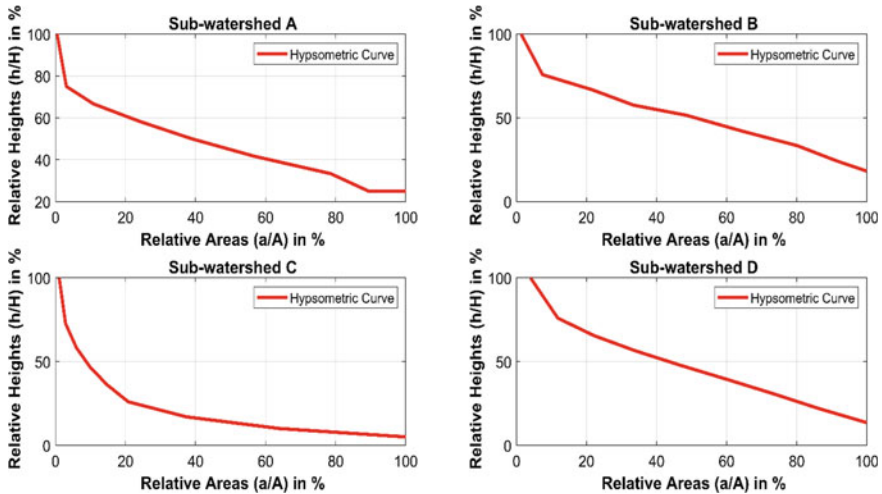 Sub-watershed A
Relative Heights (h/H) in %
100
80
60
40
20
Hypsometric Curve
0 20 40 60 80 100
Relative Areas (a/A) in %
Sub-watershed B
Relative Heights (h/H) in %
100
50
0
Hypsometric Curve
0 20 40 60 80 100
Relative Areas (a/A) in %
Sub-watershed C
Relative Heights (h/H) in %
100
50
0
Hypsometric Curve
0 20 40 60 80 100
Relative Areas (a/A) in %
Sub-watershed D
Relative Heights (h/H) in %
100
50
0
Hypsometric Curve
0 20 40 60 80 100
Relative Areas (a/A) in %